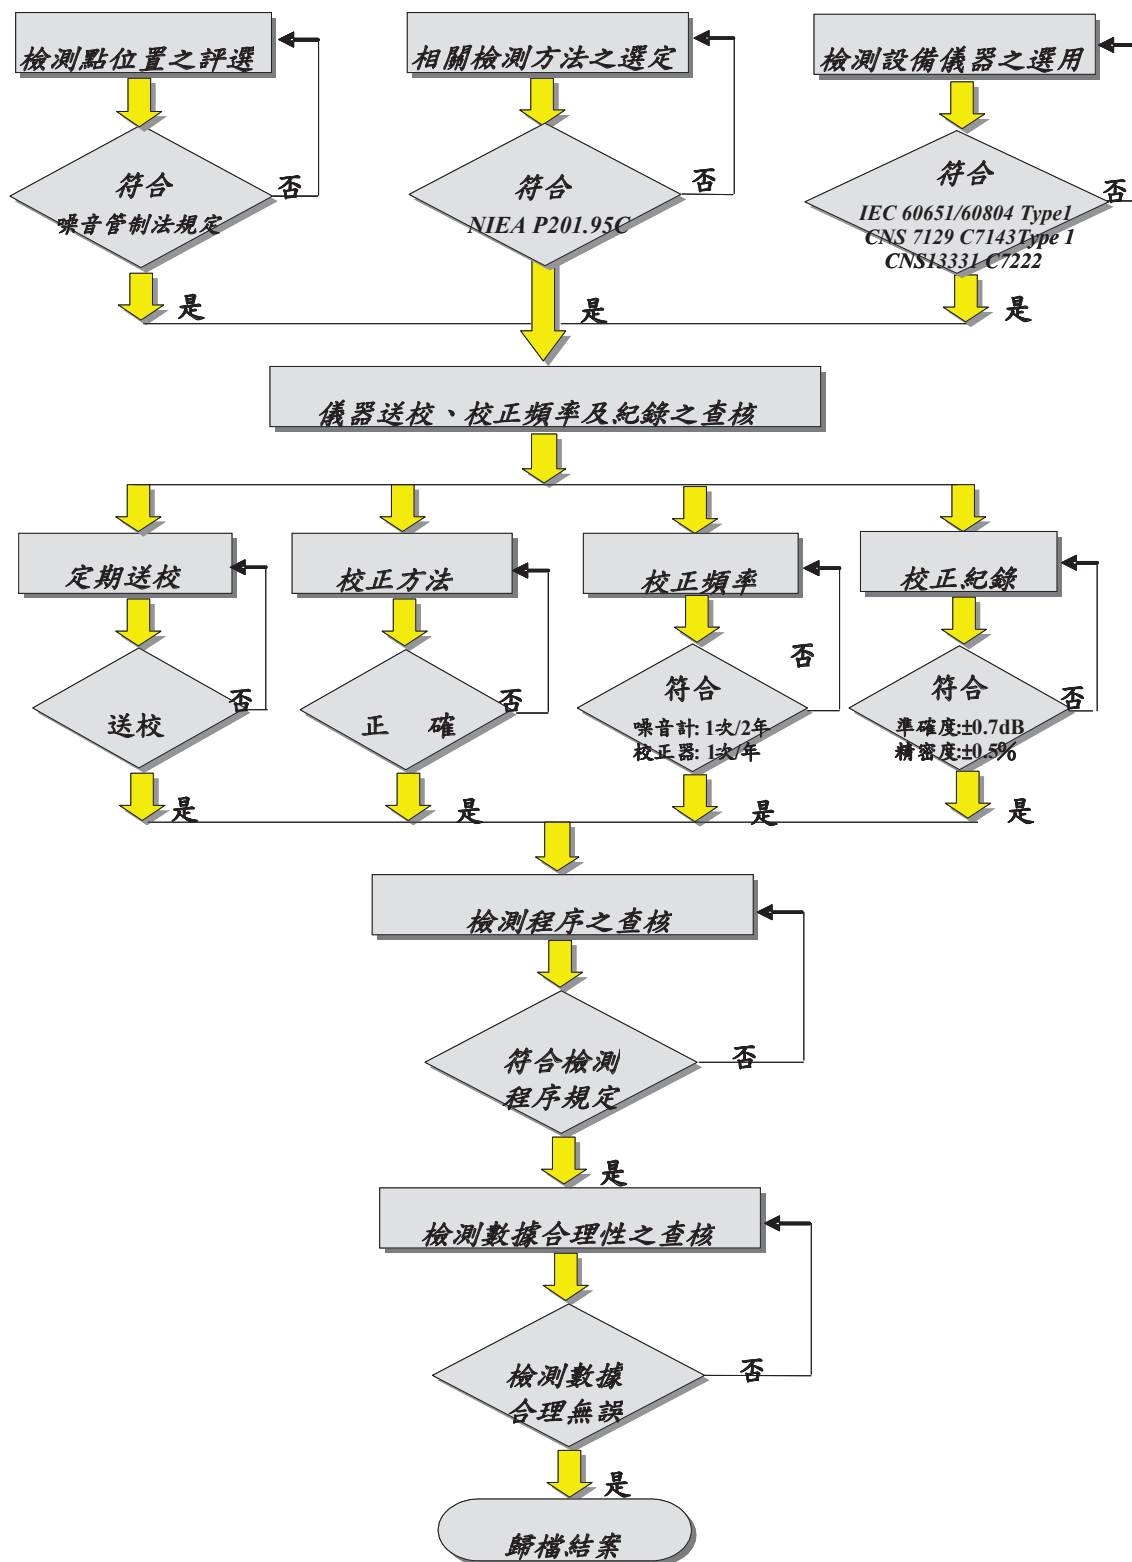 檢測點位置之評選
相關檢測方法之選定
檢測設備儀器之選用
符合
噪音管制法規定
否
符合
NIEA P201.95C
否
符合
IEC 60651/60804 Type1
CNS 7129 C7143Type 1
CNS13331 C7222
否
是
是
是
儀器送校、校正頻率及紀錄之查核
定期送校
校正方法
校正頻率
校正紀錄
送校
否
正 確
否
符合
噪音計: 1次/2年
校正器: 1次/年
否
符合
準確度:±0.7dB
精密度:±0.5%
否
是
是
是
是
檢測程序之查核
符合檢測
程序規定
否
是
檢測數據合理性之查核
檢測數據
合理無誤
否
是
歸檔結案